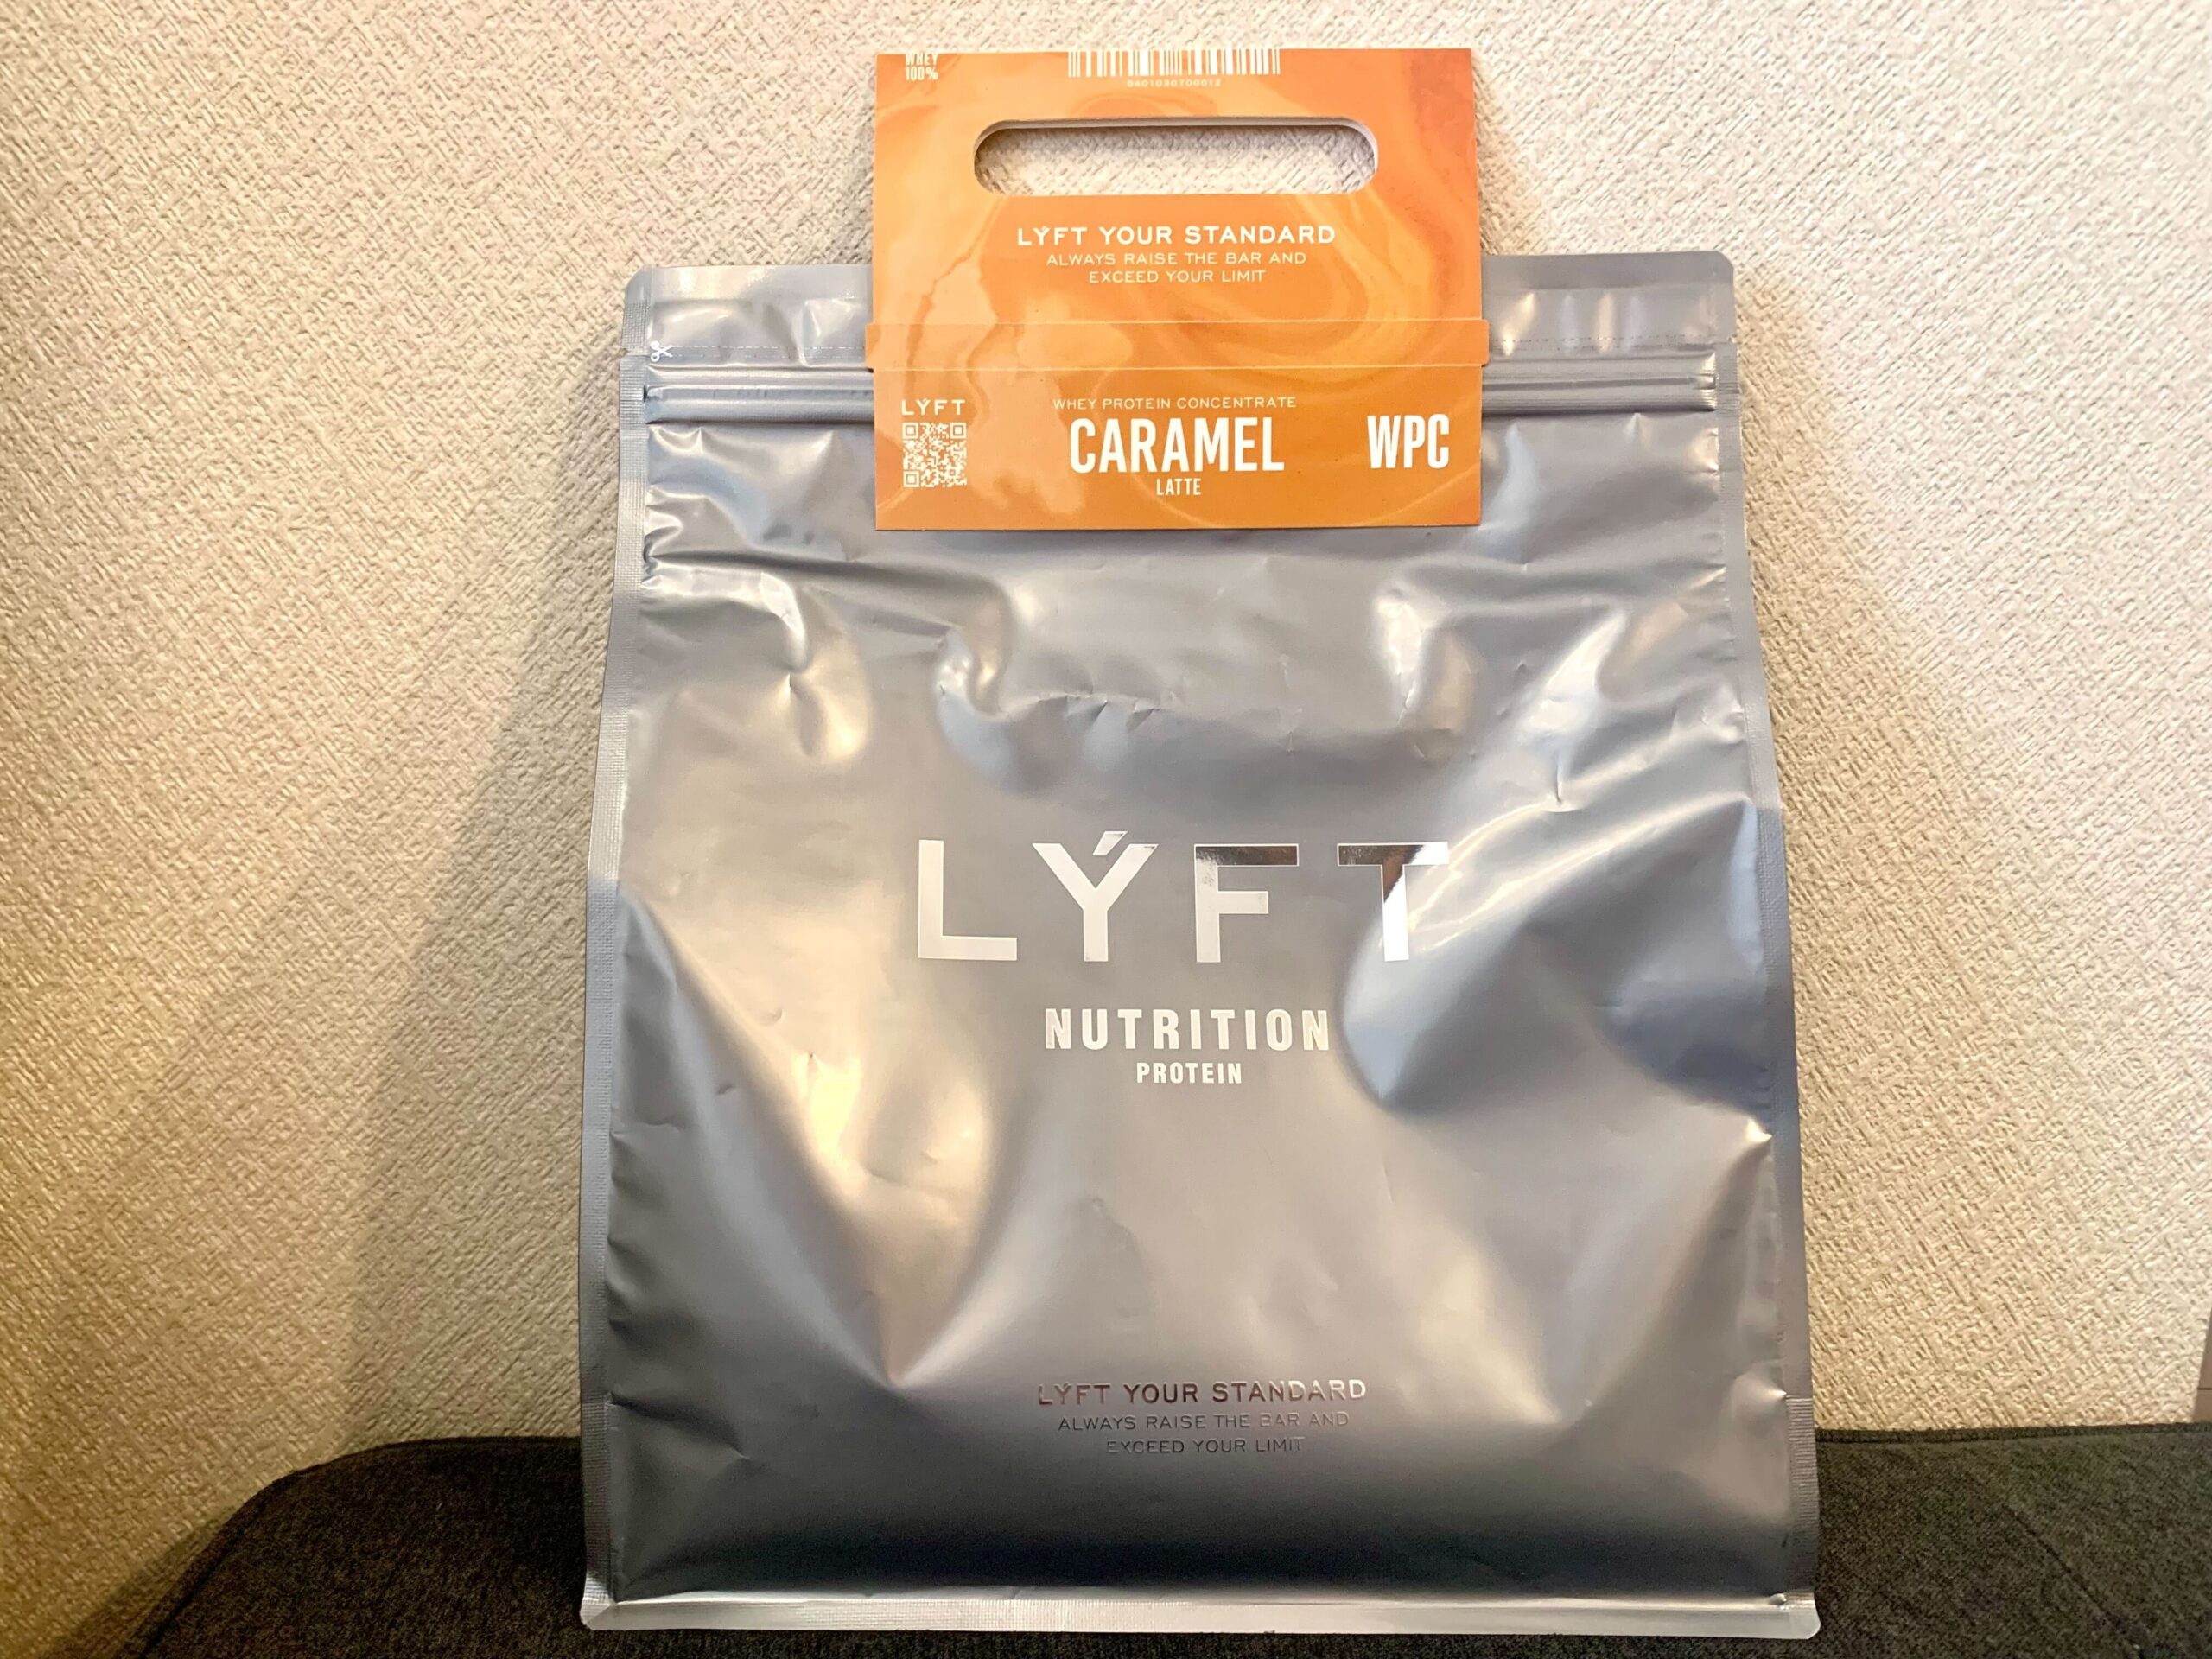 WHEY
100%
LÝFT YOUR STANDARD
ALWAYS RAISE THE BAR AND
EXCEED YOUR LIMIT
LÝFT
WHEY PROTEIN CONCENTRATE
CARAMEL
LATTE
WPC
LÝFT
NUTRITION
PROTEIN
LÝFT YOUR STANDARD
ALWAYS RAISE THE BAR AND
EXCEED YOUR LIMIT